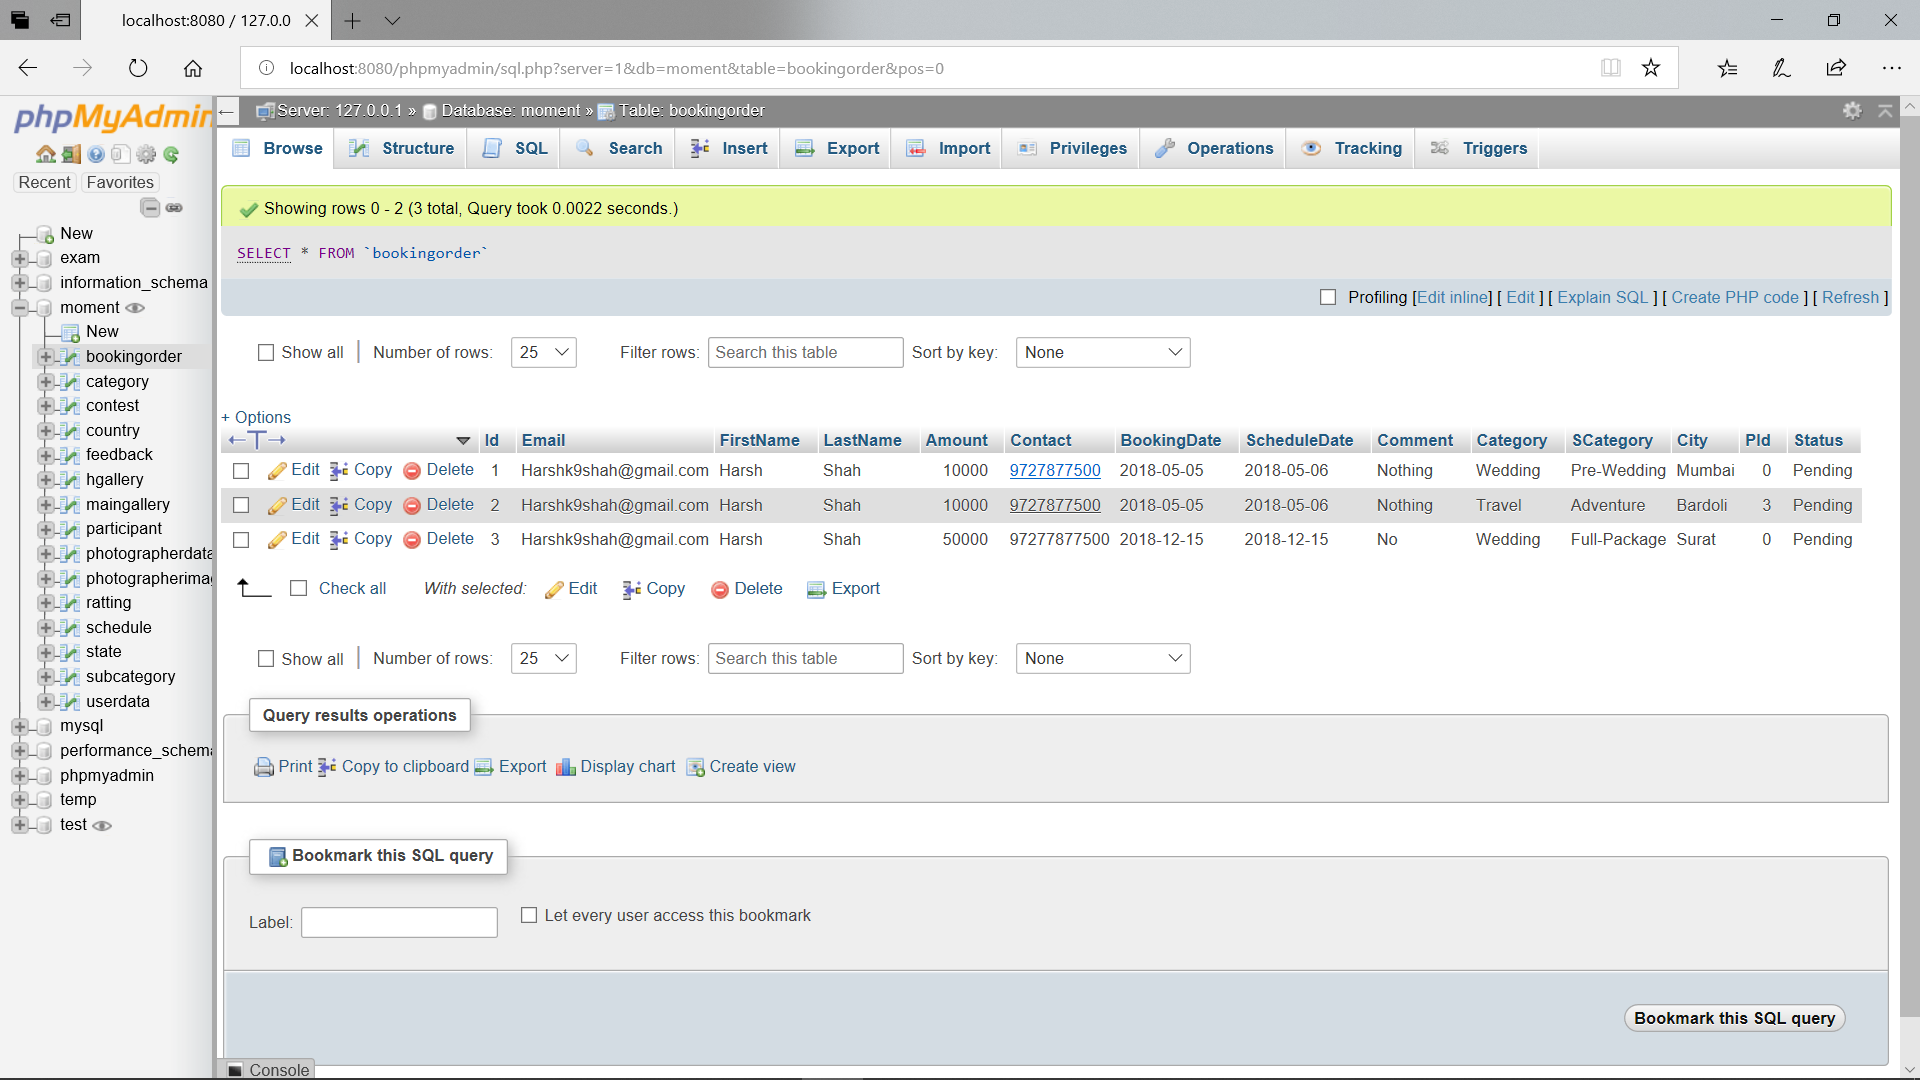 localhost:8080 / 127.0.0
localhost:8080/phpmyadmin/sql.php?server=1&db=moment&table=bookingorder&pos=0
phpMyAdmin
Recent Favorites
New
exam
information_schema
moment
New
bookingorder
category
contest
country
feedback
hgallery
maingallery
participant
photographerdata
photographerima
ratting
schedule
state
subcategory
userdata
mysql
performance_schema
phpmyadmin
temp
test
Server: 127.0.0.1 » Database: moment » Table: bookingorder
Browse Structure SQL Search Insert Export Import Privileges Operations Tracking Triggers
Showing rows 0 - 2 (3 total, Query took 0.0022 seconds.)
SELECT * FROM `bookingorder`
Profiling [Edit inline] [ Edit ] [ Explain SQL ] [ Create PHP code ] [ Refresh ]
Show all | Number of rows: 25 Filter rows: Search this table Sort by key: None
+ Options
←T→ Id Email FirstName LastName Amount Contact BookingDate ScheduleDate Comment Category SCategory City PId Status
Edit Copy Delete 1 Harshk9shah@gmail.com Harsh Shah 10000 9727877500 2018-05-05 2018-05-06 Nothing Wedding Pre-Wedding Mumbai 0 Pending
Edit Copy Delete 2 Harshk9shah@gmail.com Harsh Shah 10000 9727877500 2018-05-05 2018-05-06 Nothing Travel Adventure Bardoli 3 Pending
Edit Copy Delete 3 Harshk9shah@gmail.com Harsh Shah 50000 97277877500 2018-12-15 2018-12-15 No Wedding Full-Package Surat 0 Pending
Check all With selected: Edit Copy Delete Export
Show all | Number of rows: 25 Filter rows: Search this table Sort by key: None
Query results operations
Print Copy to clipboard Export Display chart Create view
Bookmark this SQL query
Label: Let every user access this bookmark
Bookmark this SQL query
Console